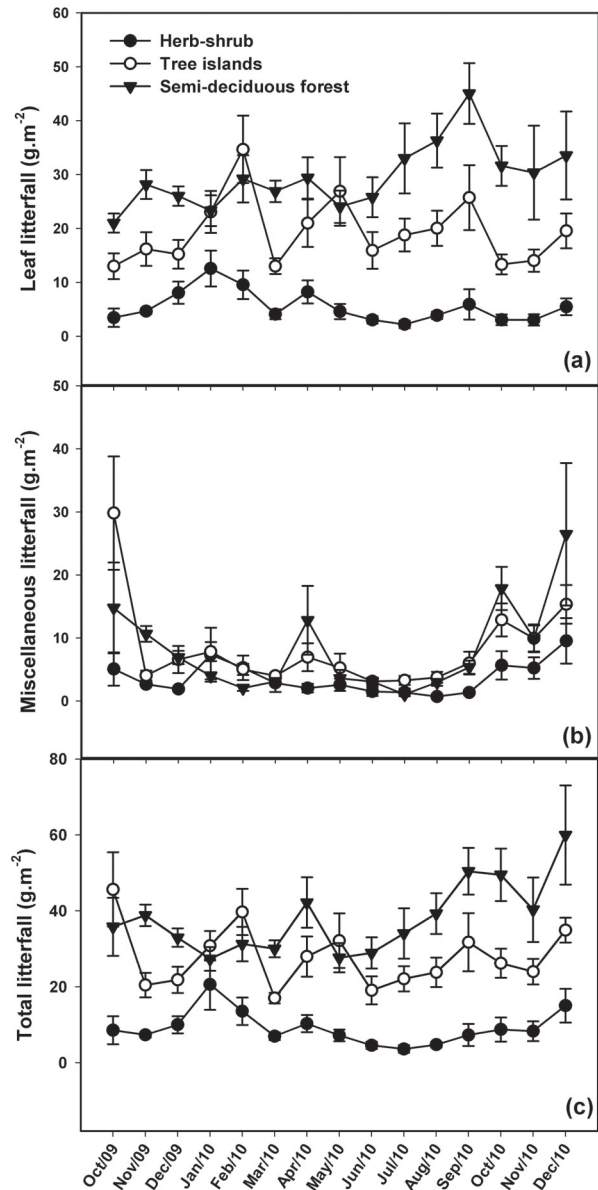 60
Herb-shrub
Tree islands
Semi-deciduous forest
50
40
30
20
10
0
Leaf litterfall (g.m-2)
(a)
50
40
30
20
10
0
Miscellaneous litterfall (g.m-2)
(b)
80
60
40
20
0
Total litterfall (g.m-2)
(c)
Oct/09
Nov/09
Dec/09
Jan/10
Feb/10
Mar/10
Apr/10
May/10
Jun/10
Jul/10
Aug/10
Sep/10
Oct/10
Nov/10
Dec/10